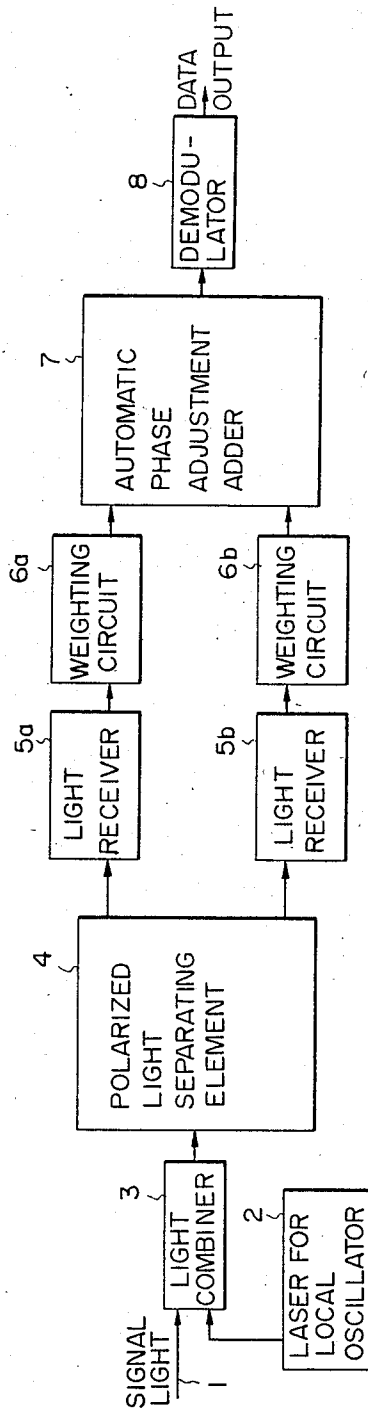 SIGNAL
LIGHT
1
3
LIGHT
COMBINER
2
LASER FOR
LOCAL
OSCILLATOR
4
POLARIZED
LIGHT
SEPARATING
ELEMENT
5a
LIGHT
RECEIVER
5b
LIGHT
RECEIVER
6a
WEIGHTING
CIRCUIT
6b
WEIGHTING
CIRCUIT
7
AUTOMATIC
PHASE
ADJUSTMENT
ADDER
8
DEMODU-
LATOR
DATA
OUTPUT